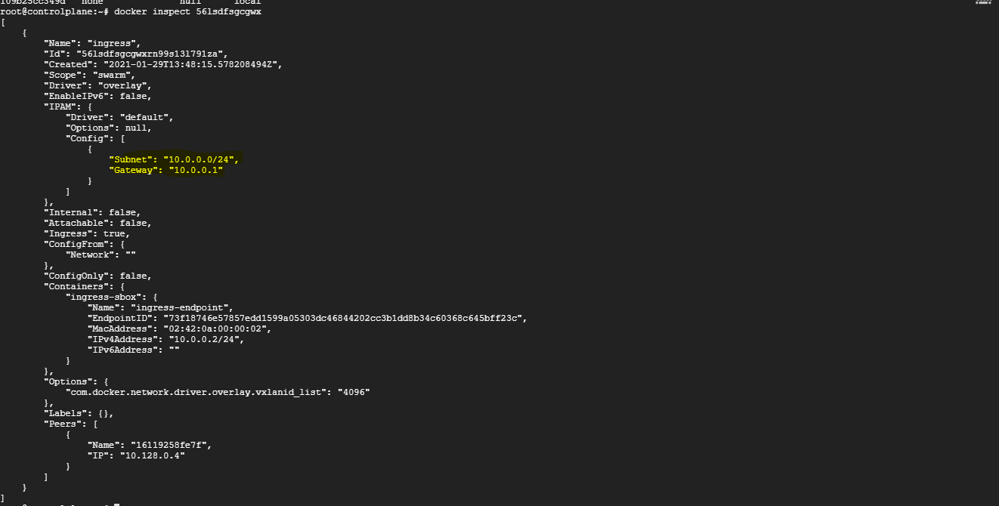 109b25cc349d   none                null      local
root@controlplane:~# docker inspect 56lsdfsgcgwx
[
    {
        "Name": "ingress",
        "Id": "56lsdfsgcgwxrn99s13l791za",
        "Created": "2021-01-29T13:48:15.578208494Z",
        "Scope": "swarm",
        "Driver": "overlay",
        "EnableIPv6": false,
        "IPAM": {
            "Driver": "default",
            "Options": null,
            "Config": [
                {
                    "Subnet": "10.0.0.0/24",
                    "Gateway": "10.0.0.1"
                }
            ]
        },
        "Internal": false,
        "Attachable": false,
        "Ingress": true,
        "ConfigFrom": {
            "Network": ""
        },
        "ConfigOnly": false,
        "Containers": {
            "ingress-sbox": {
                "Name": "ingress-endpoint",
                "EndpointID": "73f18746e57857edd1599a05303dc46844202cc3b1dd8b34c60368c645bff23c",
                "MacAddress": "02:42:0a:00:00:02",
                "IPv4Address": "10.0.0.2/24",
                "IPv6Address": ""
            }
        },
        "Options": {
            "com.docker.network.driver.overlay.vxlanid_list": "4096"
        },
        "Labels": {},
        "Peers": [
            {
                "Name": "16119258fe7f",
                "IP": "10.128.0.4"
            }
        ]
    }
]